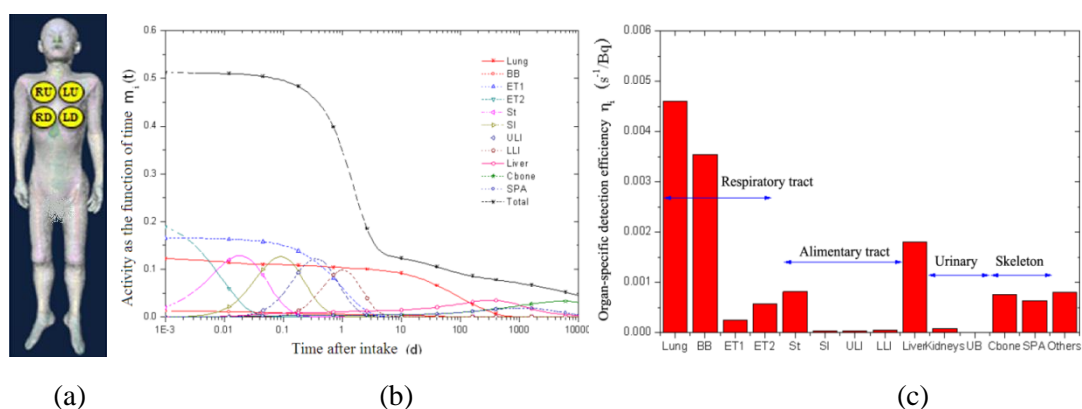 RU LU
RD LD
(a)
Activity as the function of time m_i(t)
0.6
0.5
0.4
0.3
0.2
0.1
0.0
1E-3 0.01 0.1 1 10 100 1000 10000
Time after intake (d)
Lung
BB
ET1
ET2
St
SI
ULI
LLI
Liver
Cbone
SPA
Total
(b)
Organ-specific detection efficiency η_i (s⁻¹/Bq)
0.006
0.005
0.004
0.003
0.002
0.001
0.000
Respiratory tract
Alimentary tract
Urinary
Skeleton
Lung BB ET1 ET2 St SI ULI LLI Liver Kidneys UB Cbone SPA Others
(c)